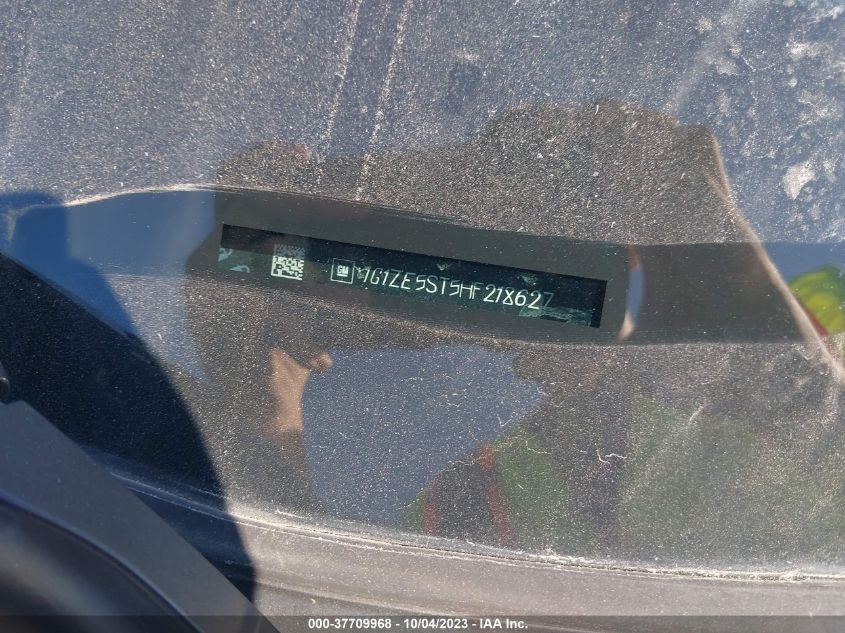 GM 1G1ZE5ST5HF218627
000-37709968 - 10/04/2023 - IAA Inc.